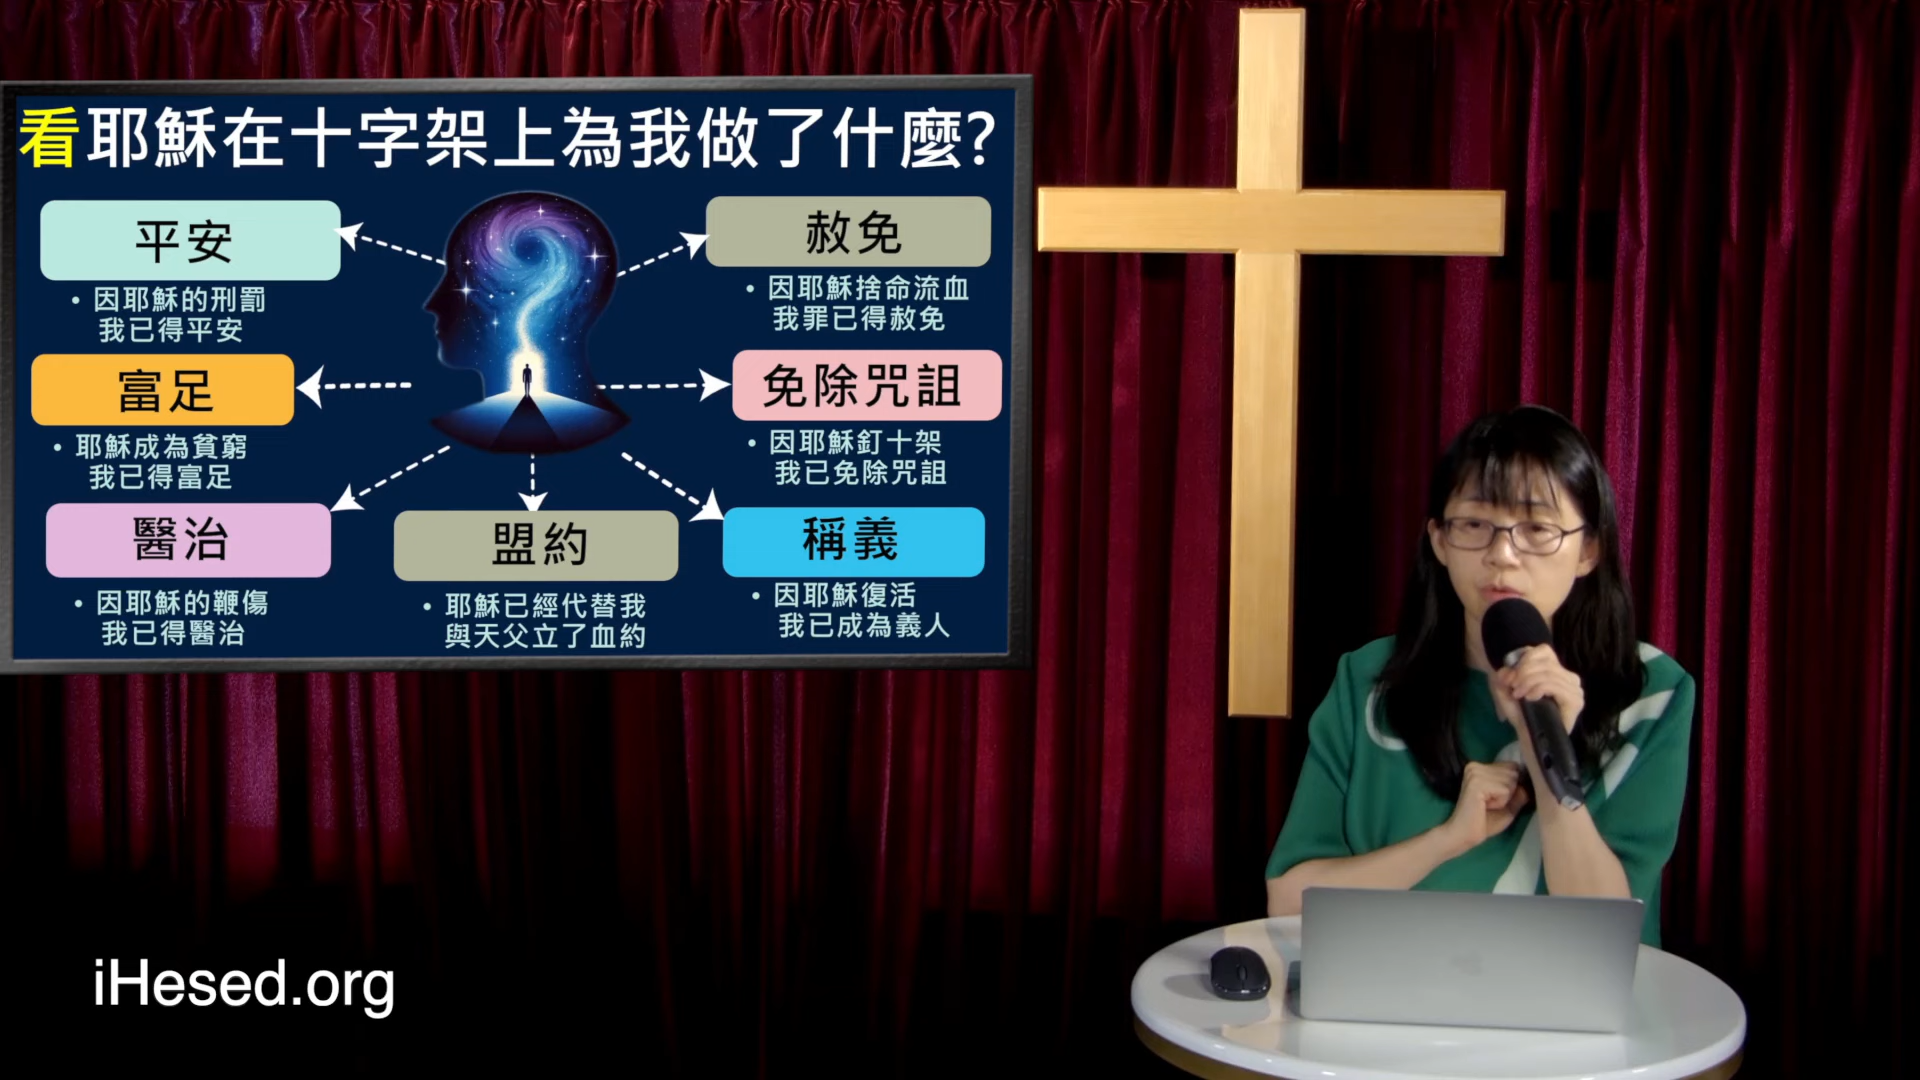 看耶穌在十字架上為我做了什麼?
平安
• 因耶穌的刑罰
我已得平安
富足
• 耶穌成為貧窮
我已得富足
醫治
• 因耶穌的鞭傷
我已得醫治
盟約
• 耶穌已經代替我
與天父立了血約
赦免
• 因耶穌捨命流血
我罪已得赦免
免除咒詛
• 因耶穌釘十架
我已免除咒詛
稱義
• 因耶穌復活
我已成為義人
iHesed.org